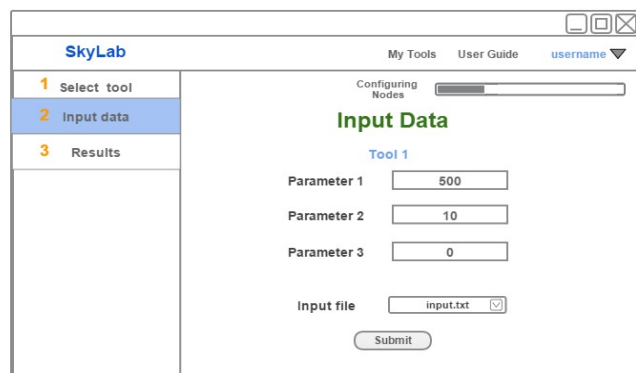 SkyLab
My Tools User Guide username
1 Select tool
2 Input data
3 Results
Configuring
Nodes
Input Data
Tool 1
Parameter 1 500
Parameter 2 10
Parameter 3 0
Input file input.txt
Submit